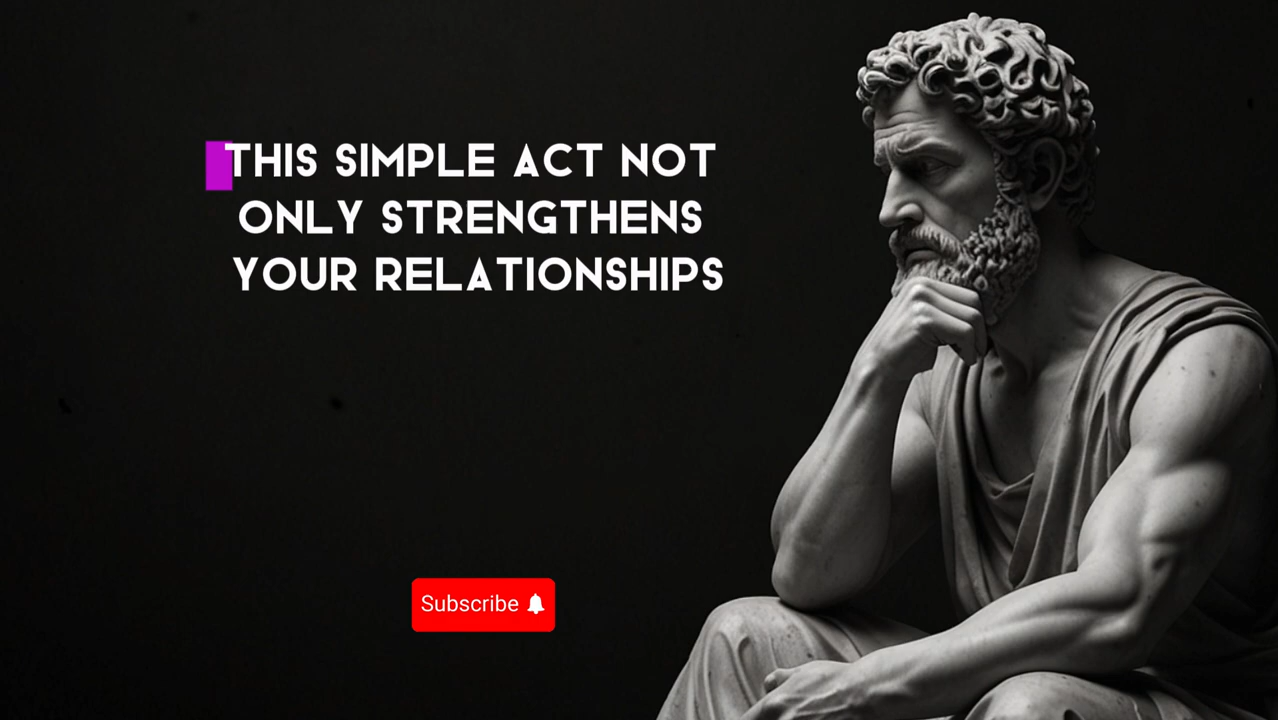 THIS SIMPLE ACT NOT
ONLY STRENGTHENS
YOUR RELATIONSHIPS
Subscribe